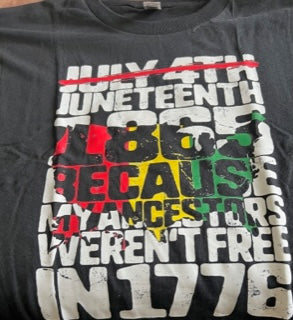 JULY 4TH
JUNETEENTH
1865
BECAUSE
MY ANCESTORS
WEREN'T FREE
IN 1776